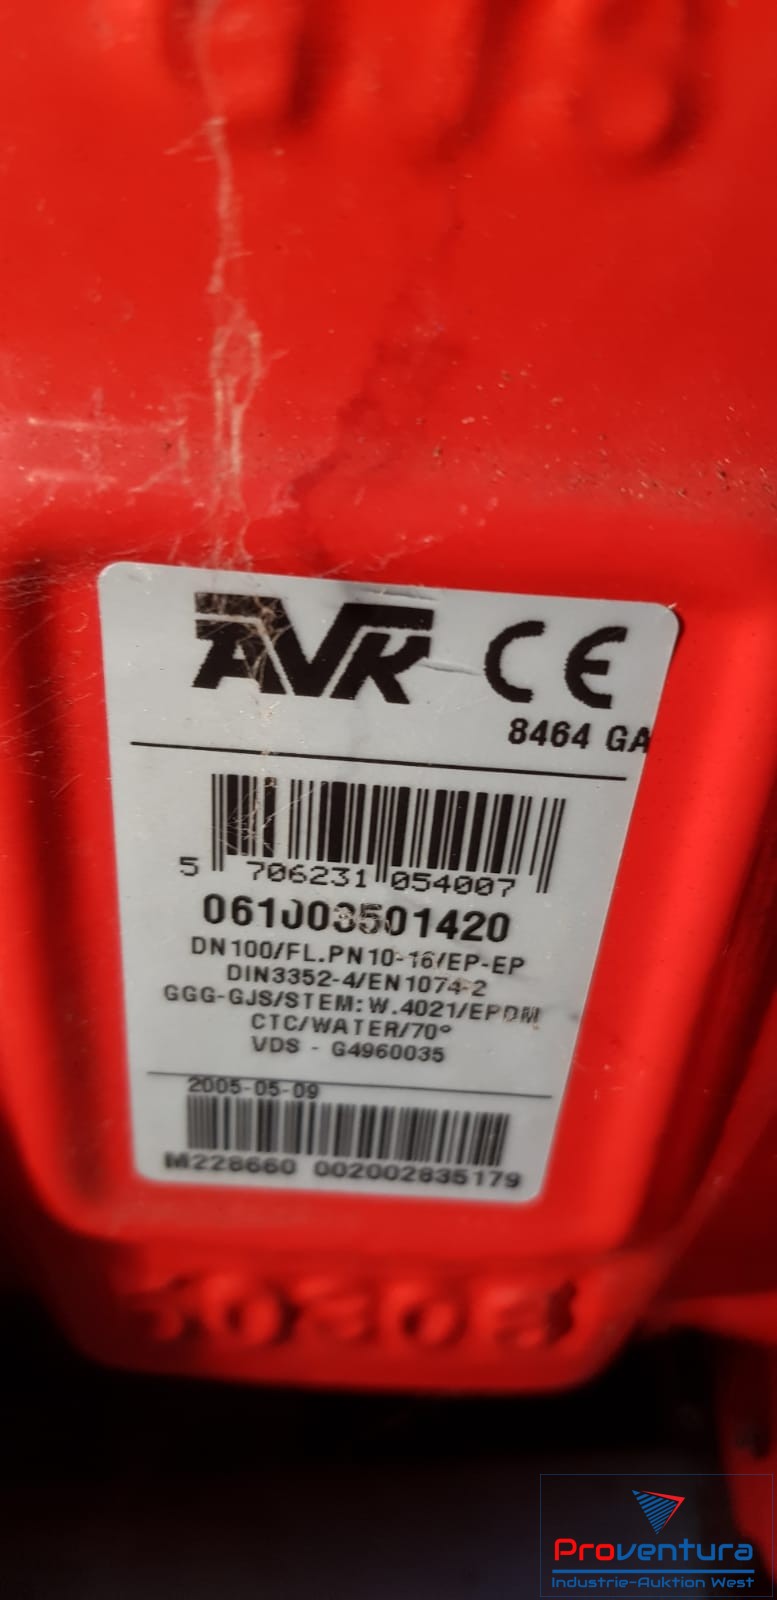 AVK CE
8464 GA
5 706231 054007
061003501420
DN100/FL.PN10-16/EP-EP
DIN3352-4/EN1074-2
GGG-GJS/STEM:W.4021/EPDM
CTC/WATER/70°
VDS - G4960035
2005-05-09
M228660 002002835179
Proventura
Industrie-Auktion West